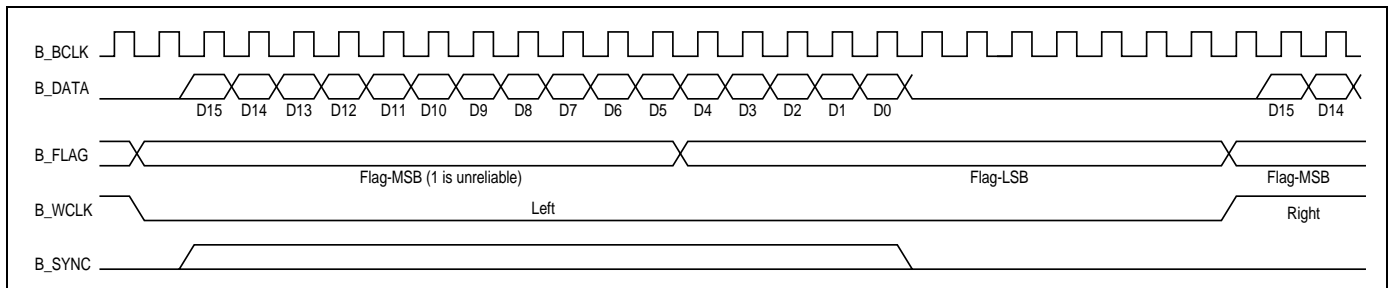 B_BCLK
B_DATA
D15 D14 D13 D12 D11 D10 D9 D8 D7 D6 D5 D4 D3 D2 D1 D0 D15 D14
B_FLAG
Flag-MSB (1 is unreliable) Flag-LSB Flag-MSB
B_WCLK Left Right
B_SYNC